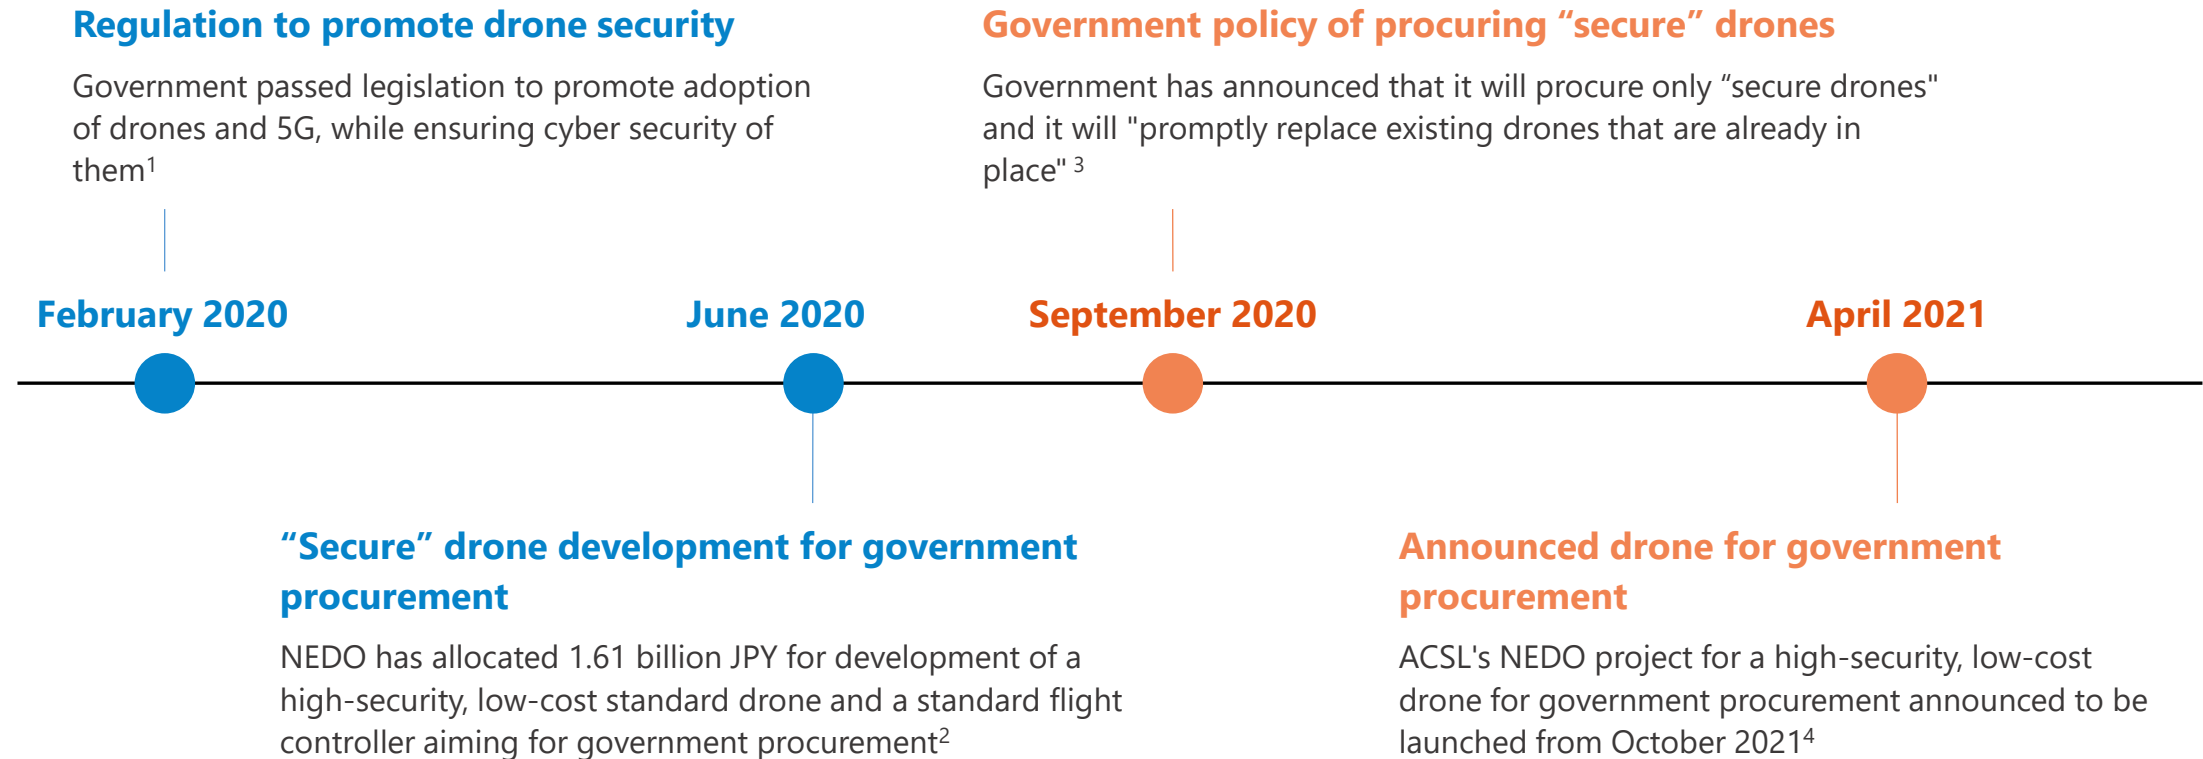 Regulation to promote drone security
Government passed legislation to promote adoption
of drones and 5G, while ensuring cyber security of
them¹
Government policy of procuring “secure” drones
Government has announced that it will procure only “secure drones"
and it will "promptly replace existing drones that are already in
place" ³
February 2020
June 2020
September 2020
April 2021
“Secure” drone development for government
procurement
NEDO has allocated 1.61 billion JPY for development of a
high-security, low-cost standard drone and a standard flight
controller aiming for government procurement²
Announced drone for government
procurement
ACSL's NEDO project for a high-security, low-cost
drone for government procurement announced to be
launched from October 2021⁴